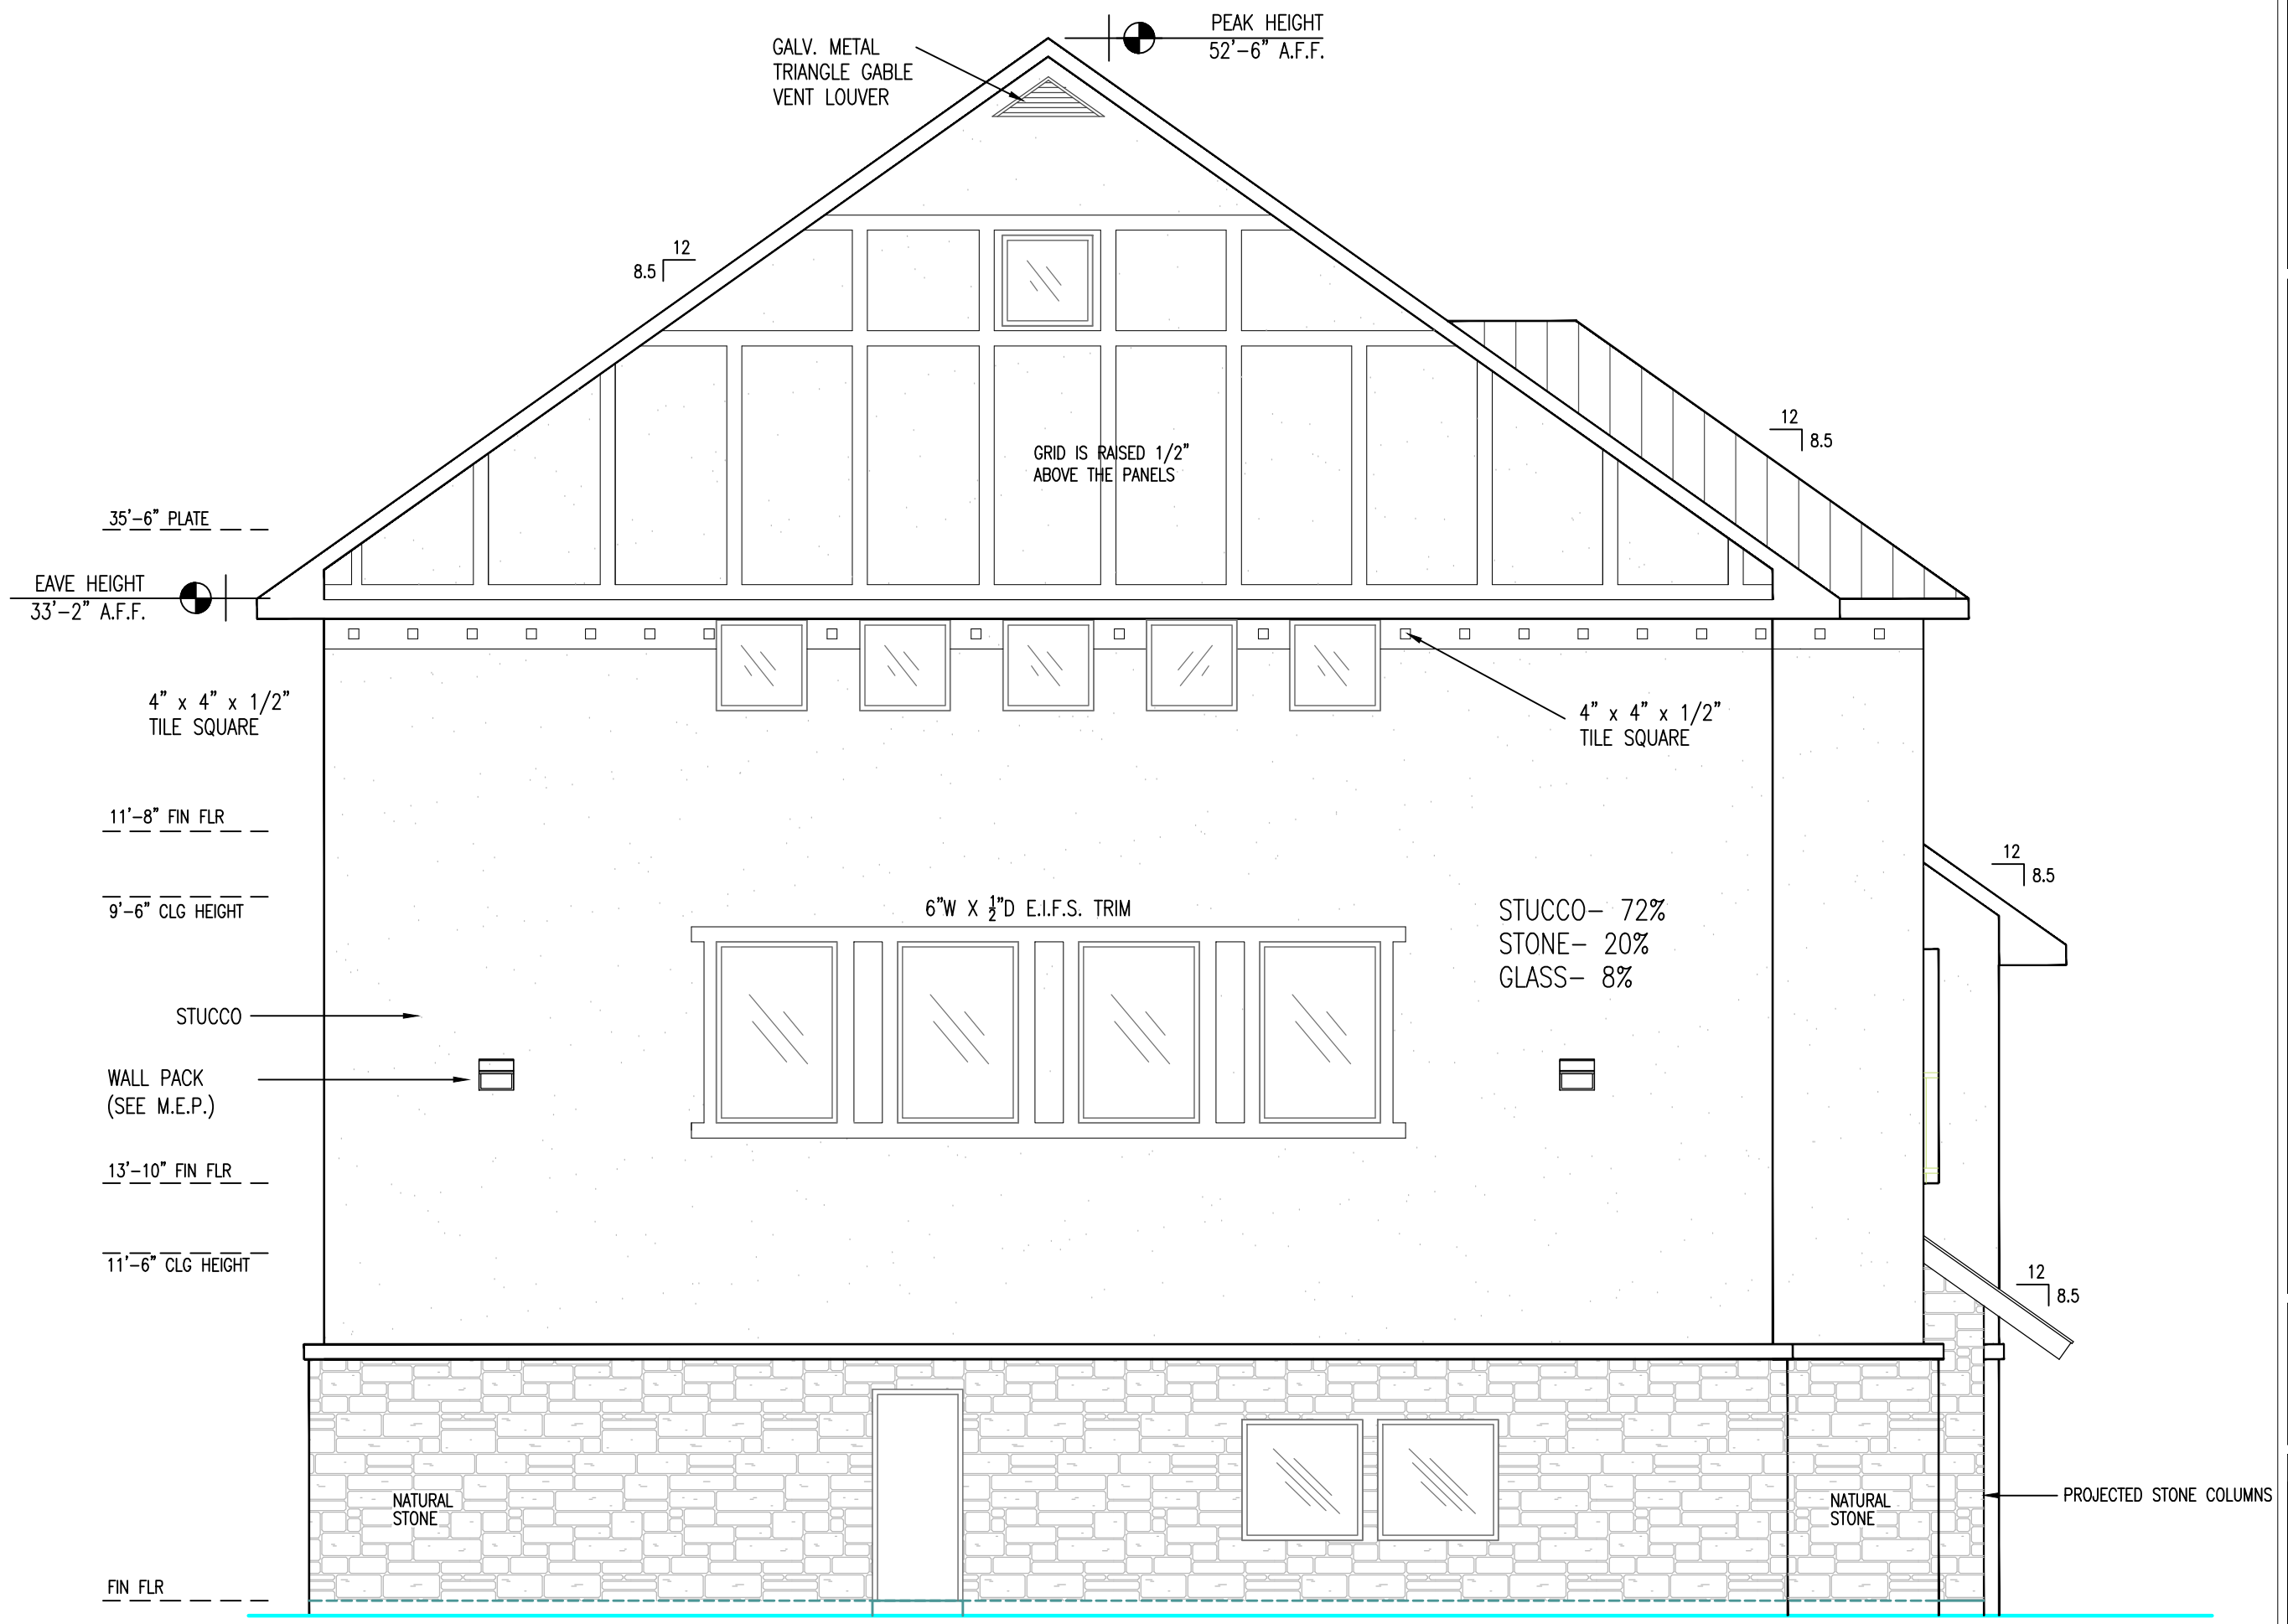 PEAK HEIGHT
52'-6" A.F.F.
GALV. METAL
TRIANGLE GABLE
VENT LOUVER
12
8.5
12
8.5
GRID IS RAISED 1/2"
ABOVE THE PANELS
35'-6" PLATE
EAVE HEIGHT
33'-2" A.F.F.
4" x 4" x 1/2"
TILE SQUARE
4" x 4" x 1/2"
TILE SQUARE
11'-8" FIN FLR
12
8.5
9'-6" CLG HEIGHT
6"W X 1/2"D E.I.F.S. TRIM
STUCCO- 72%
STONE- 20%
GLASS- 8%
STUCCO
WALL PACK
(SEE M.E.P.)
13'-10" FIN FLR
11'-6" CLG HEIGHT
12
8.5
NATURAL
STONE
NATURAL
STONE
PROJECTED STONE COLUMNS
FIN FLR